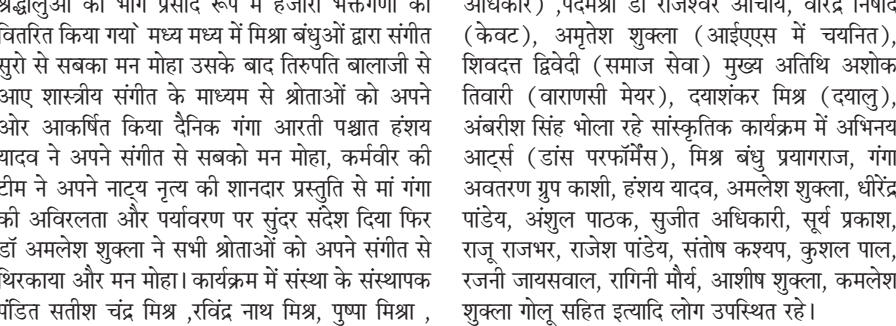 श्रद्धालुओं को भोग प्रसाद रूप में हजारों भक्तगणों को
वितरित किया गया` मध्य मध्य में मिश्रा बंधुओं द्वारा संगीत
सुरो से सबका मन मोहा उसके बाद तिरुपति बालाजी से
आए शास्त्रीय संगीत के माध्यम से श्रोताओं को अपने
ओर आकर्षित किया दैनिक गंगा आरती पश्चात हंशय
यादव ने अपने संगीत से सबको मन मोहा, कर्मवीर की
टीम ने अपने नाट्य नृत्य की शानदार प्रस्तुति से मां गंगा
की अविरलता और पर्यावरण पर सुंदर संदेश दिया फिर
डॉ अमलेश शुक्ला ने सभी श्रोताओं को अपने संगीत से
थिरकाया और मन मोहा। कार्यक्रम में संस्था के संस्थापक
पंडित सतीश चंद्र मिश्र ,रविंद्र नाथ मिश्र, पुष्पा मिश्रा ,
अधिकारी) ,पदमश्री डॉ राजेश्वर आचार्य, वीरेंद्र निषाद
(केवट), अमृतेश शुक्ला (आईएएस में चयनित),
शिवदत्त द्विवेदी (समाज सेवा) मुख्य अतिथि अशोक
तिवारी (वाराणसी मेयर), दयाशंकर मिश्र (दयालु),
अंबरीश सिंह भोला रहे सांस्कृतिक कार्यक्रम में अभिनय
आर्ट्स (डांस परफॉर्मेंस), मिश्र बंधु प्रयागराज, गंगा
अवतरण ग्रुप काशी, हंशय यादव, अमलेश शुक्ला, धीरेंद्र
पांडेय, अंशुल पाठक, सुजीत अधिकारी, सूर्य प्रकाश,
राजू राजभर, राजेश पांडेय, संतोष कश्यप, कुशल पाल,
रजनी जायसवाल, रागिनी मौर्य, आशीष शुक्ला, कमलेश
शुक्ला गोलू सहित इत्यादि लोग उपस्थित रहे।